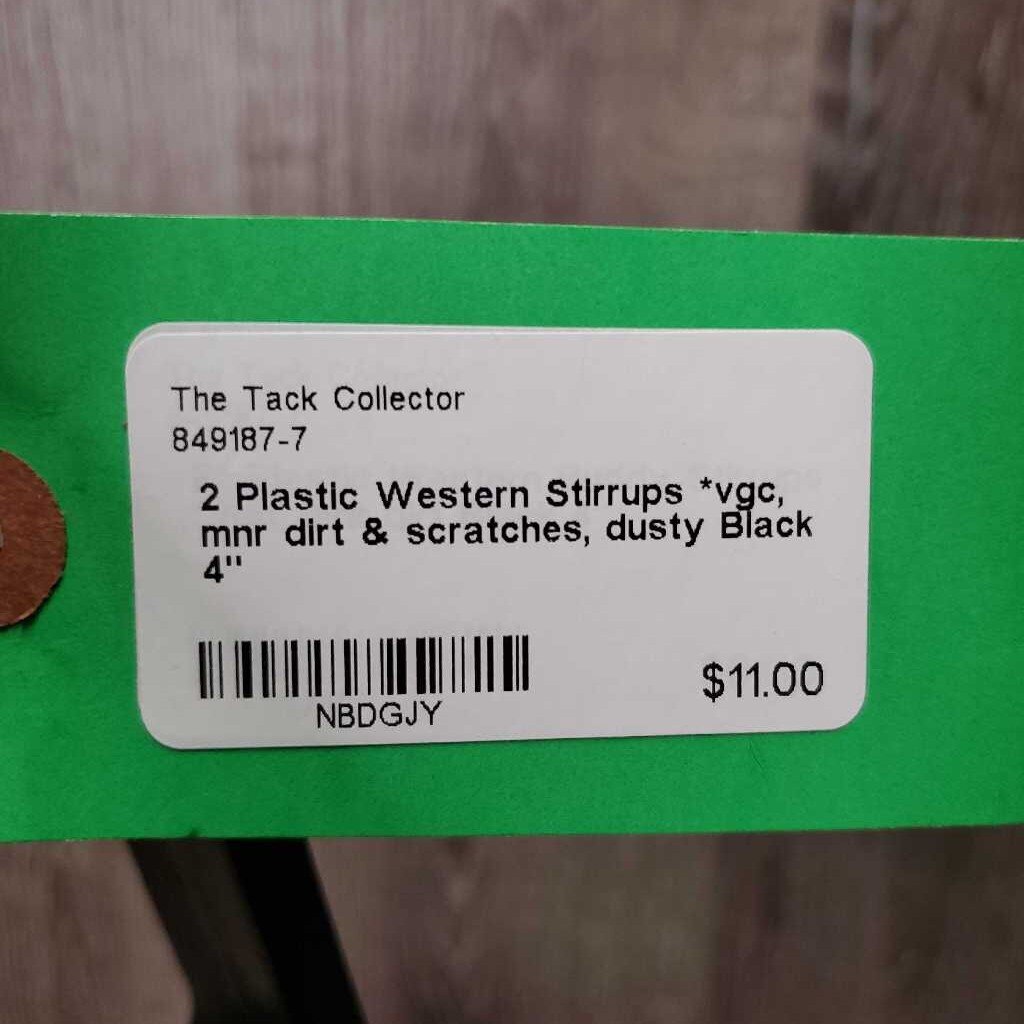 The Tack Collector
849187-7
2 Plastic Western Stirrups *vgc,
mnr dirt & scratches, dusty Black
4"
NBDGJY
$11.00